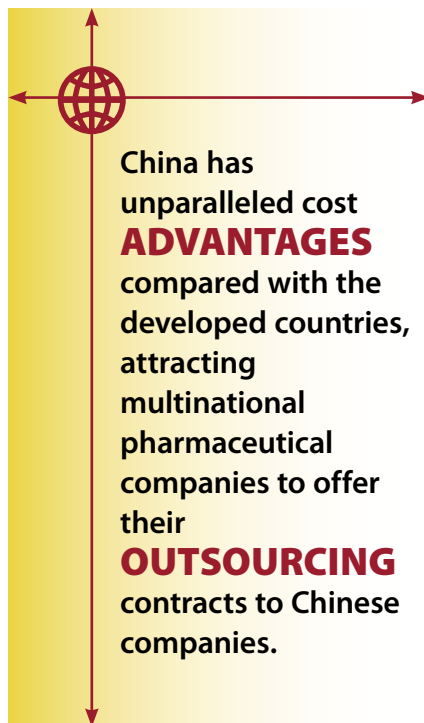 China has
unparalleled cost
ADVANTAGES
compared with the
developed countries,
attracting
multinational
pharmaceutical
companies to offer
their
OUTSOURCING
contracts to Chinese
companies.